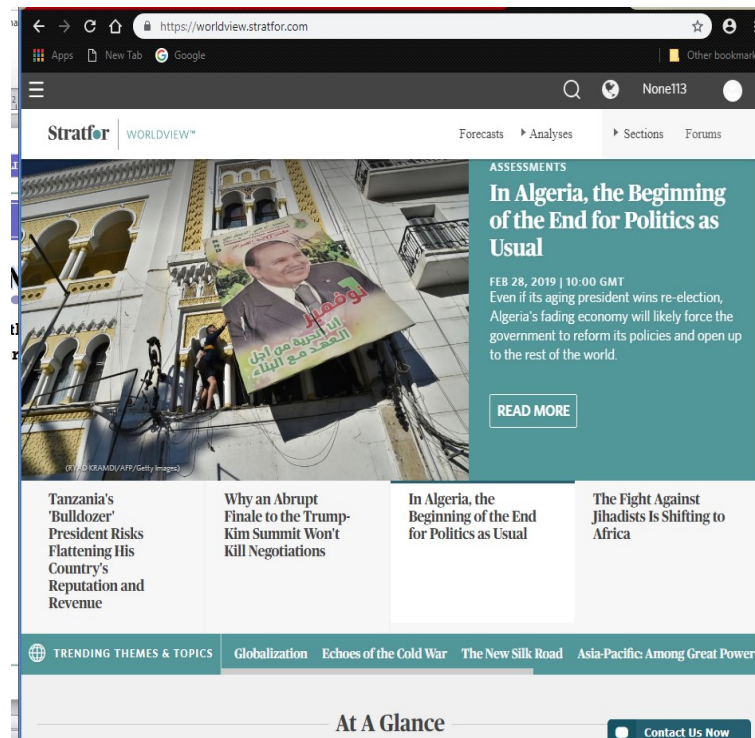 https://worldview.stratfor.com
Apps New Tab Google Other bookmark
None113
Stratfor WORLDVIEW™
Forecasts Analyses Sections Forums
ASSESSMENTS
In Algeria, the Beginning
of the End for Politics as
Usual
FEB 28, 2019 | 10:00 GMT
Even if its aging president wins re-election,
Algeria's fading economy will likely force the
government to reform its policies and open up
to the rest of the world.
READ MORE
نوفمبر
(RYAD KRAMDI/AFP/Getty Images)
Tanzania's
'Bulldozer'
President Risks
Flattening His
Country's
Reputation and
Revenue
Why an Abrupt
Finale to the Trump-
Kim Summit Won't
Kill Negotiations
In Algeria, the
Beginning of the End
for Politics as Usual
The Fight Against
Jihadists Is Shifting to
Africa
TRENDING THEMES & TOPICS
Globalization Echoes of the Cold War The New Silk Road Asia-Pacific: Among Great Power
At A Glance
Contact Us Now